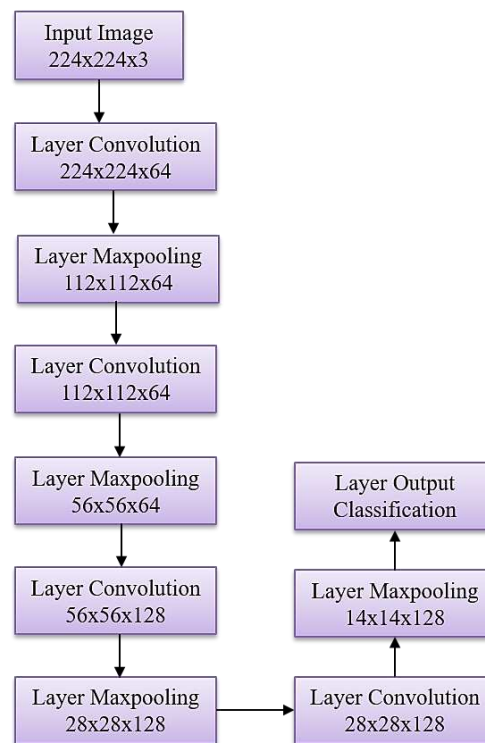 Input Image
224x224x3
Layer Convolution
224x224x64
Layer Maxpooling
112x112x64
Layer Convolution
112x112x64
Layer Maxpooling
56x56x64
Layer Convolution
56x56x128
Layer Maxpooling
28x28x128
Layer Convolution
28x28x128
Layer Maxpooling
14x14x128
Layer Output
Classification